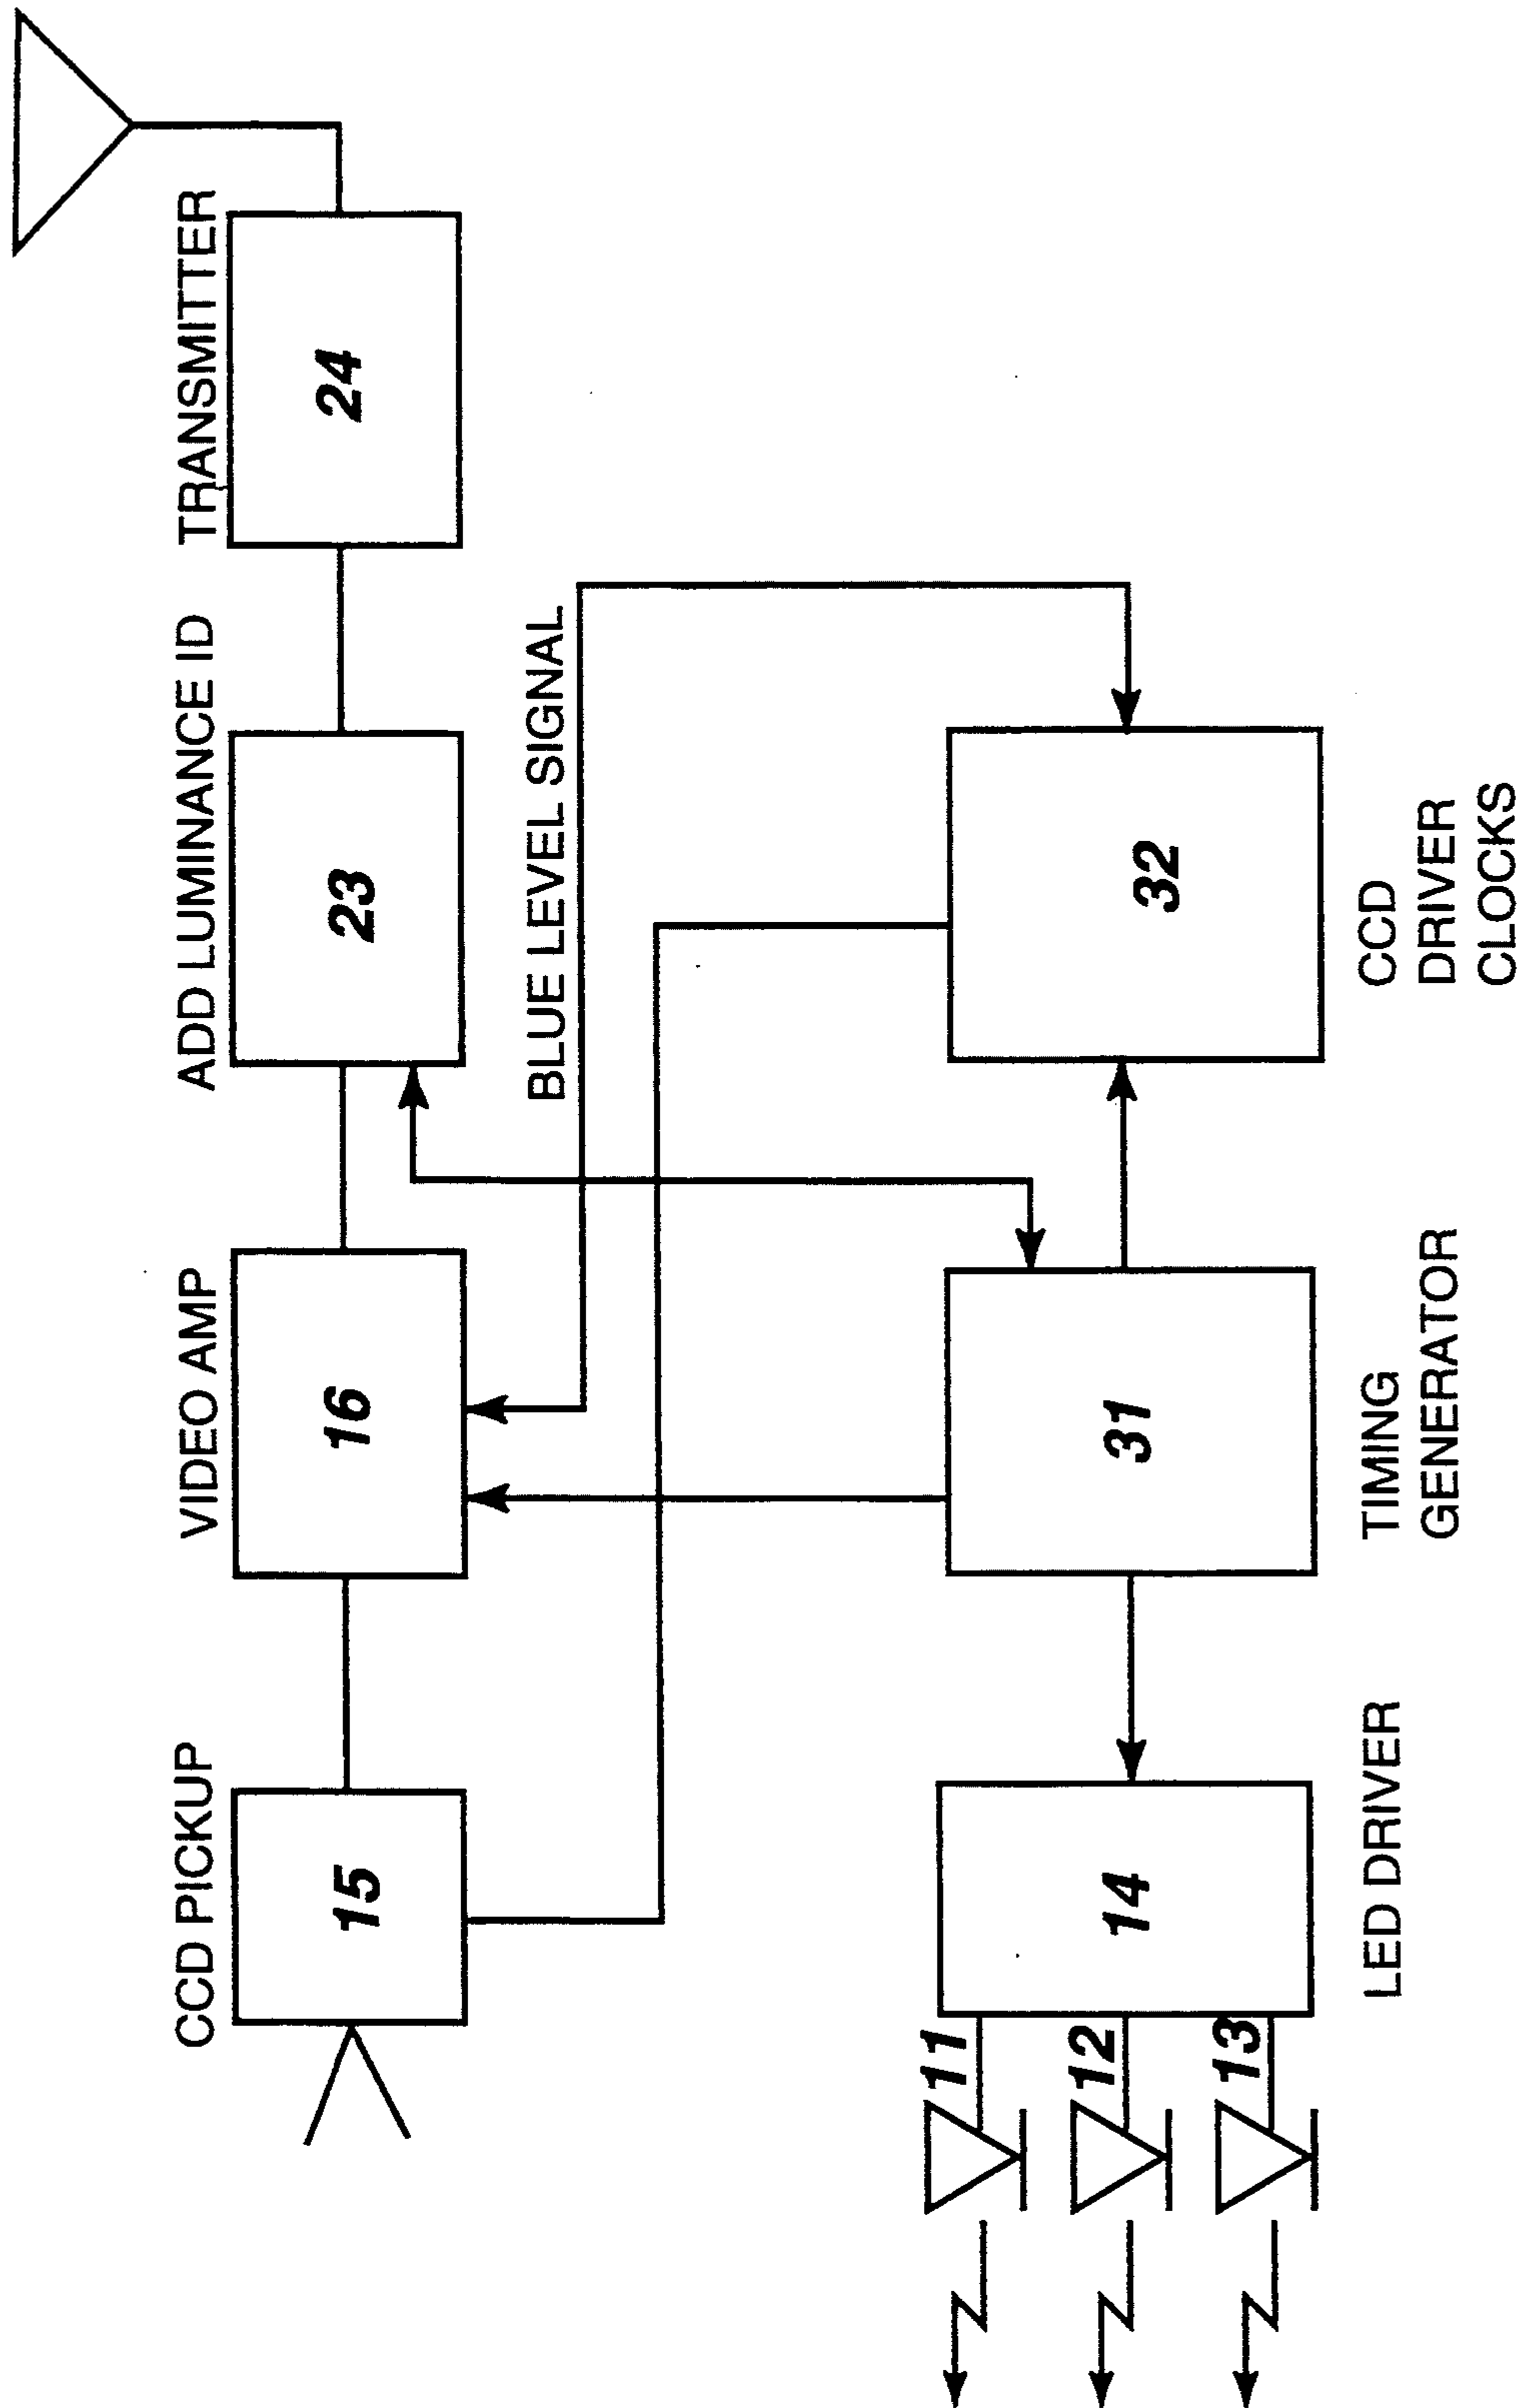 CCD PICKUP
VIDEO AMP
ADD LUMINANCE ID
TRANSMITTER
15
16
23
24
BLUE LEVEL SIGNAL
11
12
13
14
31
32
LED DRIVER
TIMING
GENERATOR
CCD
DRIVER
CLOCKS